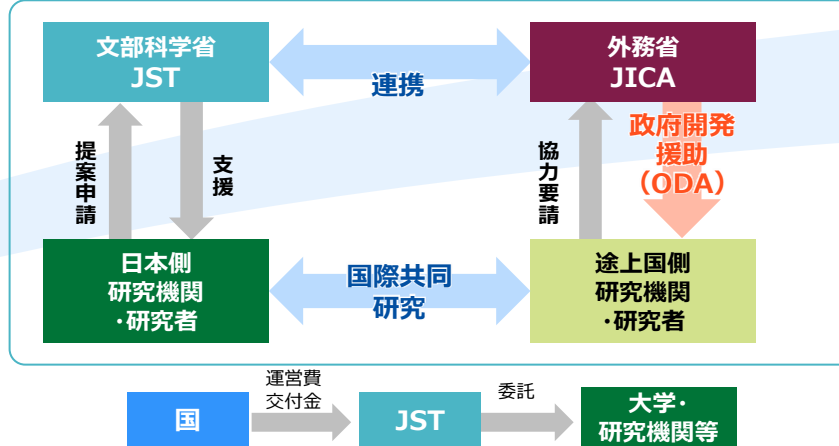 文部科学省
JST
連携
外務省
JICA
提案申請
支援
協力要請
政府開発
援助
（ODA）
日本側
研究機関
・研究者
国際共同
研究
途上国側
研究機関
・研究者
国
運営費
交付金
JST
委託
大学・
研究機関等